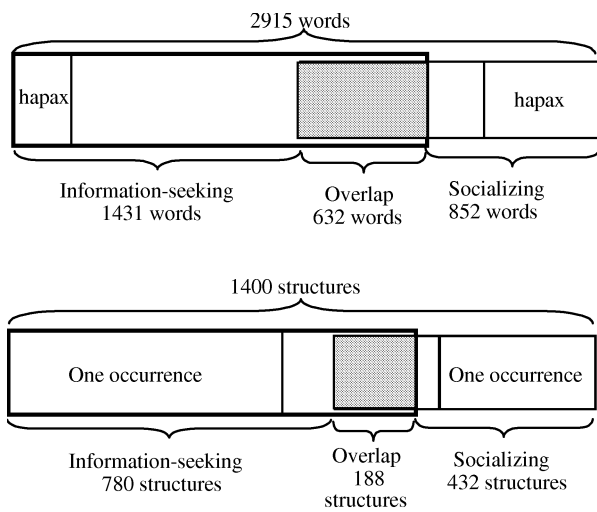 2915 words
hapax
hapax
Information-seeking
1431 words
Overlap
632 words
Socializing
852 words
1400 structures
One occurrence
One occurrence
Information-seeking
780 structures
Overlap
188
structures
Socializing
432 structures